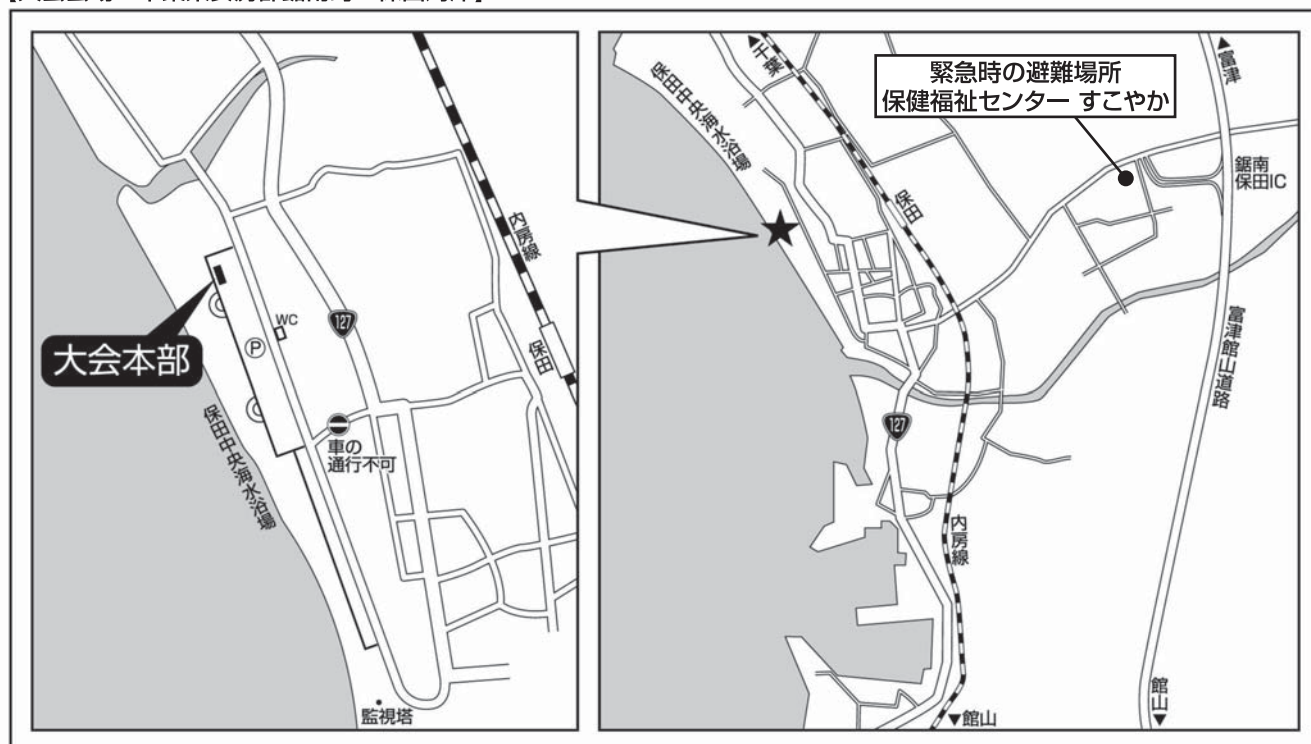 大会本部
WC
P
127
内房線
保田
車の
通行不可
保田中央海水浴場
監視塔
▲千葉
保田中央海水浴場
緊急時の避難場所
保健福祉センター すこやか
▲富津
鋸南
保田IC
保田
富津館山道路
127
内房線
▼館山
館山▼